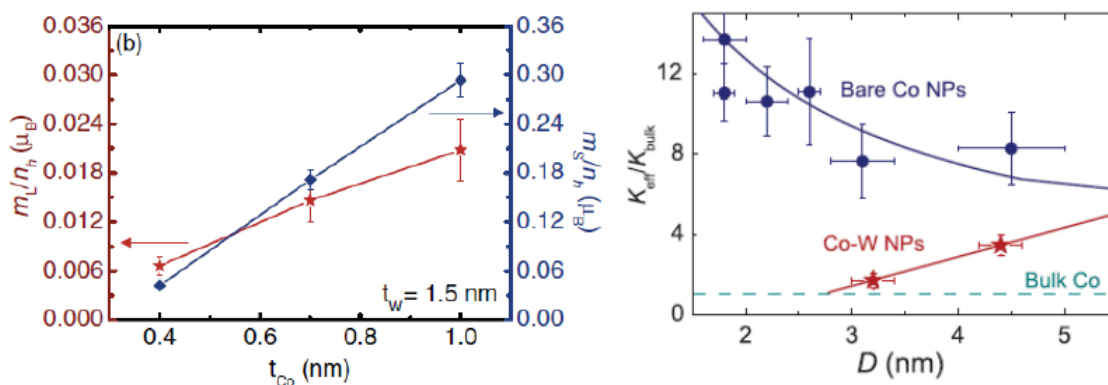 (b)
0.036
0.030
0.024
0.018
0.012
0.006
0.000
m_L/n_h (μ_B)
0.36
0.30
0.24
0.18
0.12
0.06
0.00
m_S/n_h (μ_B)
t_W = 1.5 nm
0.4 0.6 0.8 1.0
t_Co (nm)
12
8
4
0
K_eff/K_bulk
Bare Co NPs
Co-W NPs
Bulk Co
2 3 4 5
D (nm)